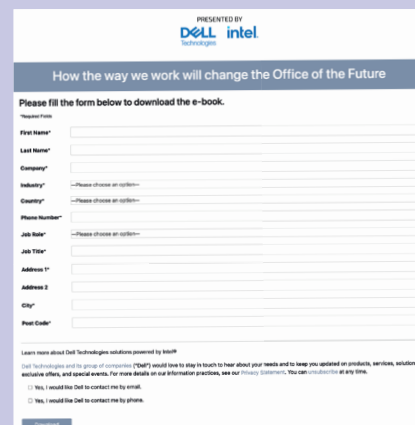 PRESENTED BY
DELL intel.
Technologies
How the way we work will change the Office of the Future
Please fill the form below to download the e-book.
*Required Fields
First Name*
Last Name*
Company*
Industry* —Please choose an option—
Country* —Please choose an option—
Phone Number*
Job Role* —Please choose an option—
Job Title*
Address 1*
Address 2
City*
Post Code*
Learn more about Dell Technologies solutions powered by Intel®
Dell Technologies and its group of companies ("Dell") would love to stay in touch to hear about your needs and to keep you updated on products, services, solution
exclusive offers, and special events. For more details on our information practices, see our Privacy Statement. You can unsubscribe at any time.
Yes, I would like Dell to contact me by email.
Yes, I would like Dell to contact me by phone.
Download